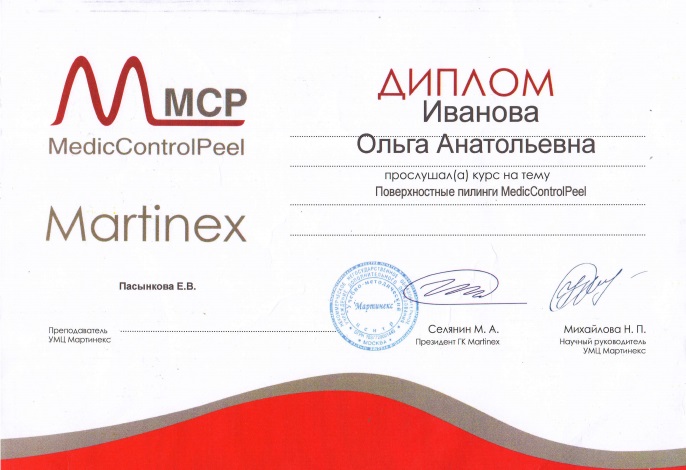 MCP
MedicControlPeel
Martinex
ДИПЛОМ
Иванова
Ольга Анатольевна
прослушал(а) курс на тему
Поверхностные пилинги MedicControlPeel
Пасынкова Е.В.
Преподаватель
УМЦ Мартинекс
Мартинекс
МОСКВА
Селянин М. А.
Президент ГК Martinex
Михайлова Н. П.
Научный руководитель
УМЦ Мартинекс